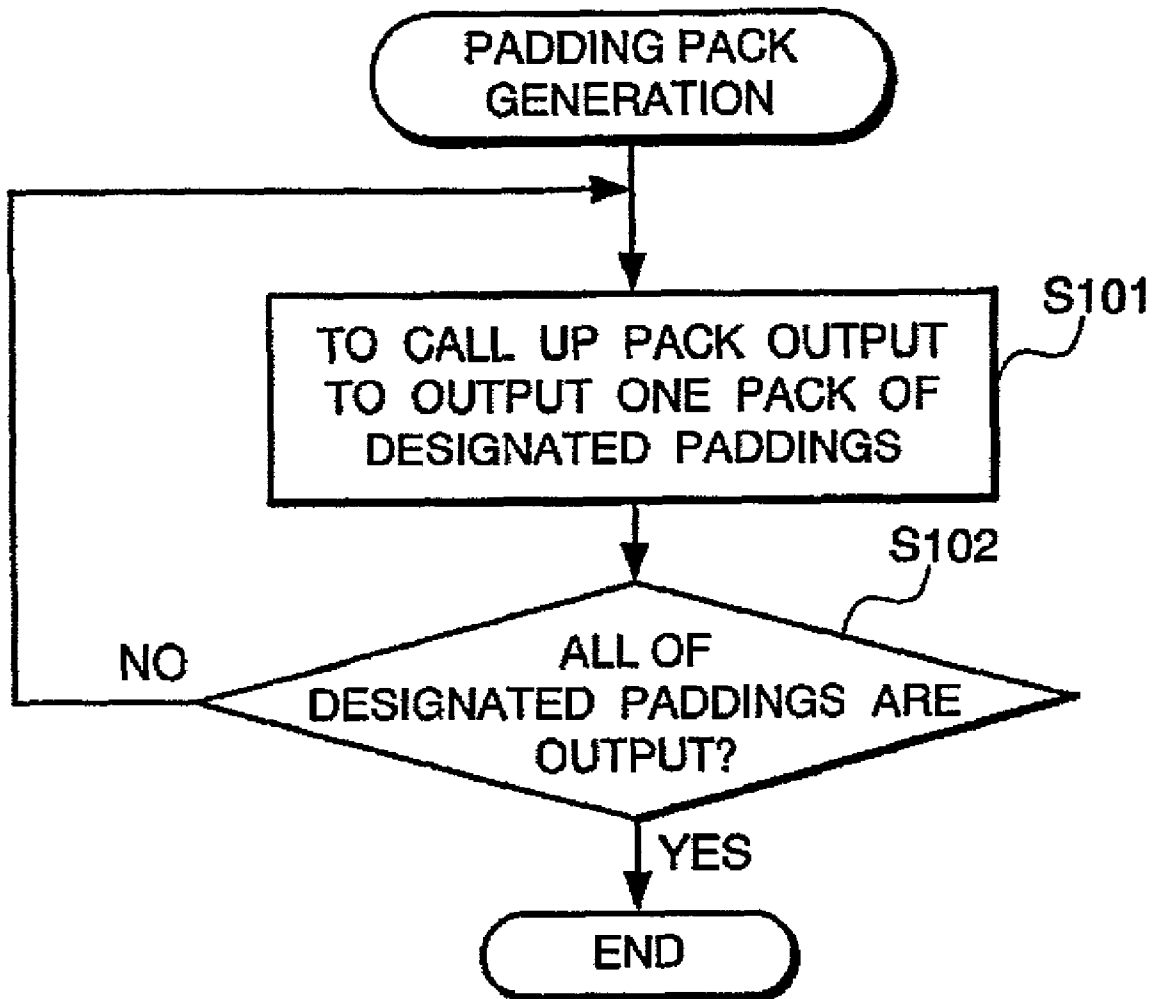 PADDING PACK
GENERATION
S101
TO CALL UP PACK OUTPUT
TO OUTPUT ONE PACK OF
DESIGNATED PADDINGS
S102
NO
ALL OF
DESIGNATED PADDINGS ARE
OUTPUT?
YES
END